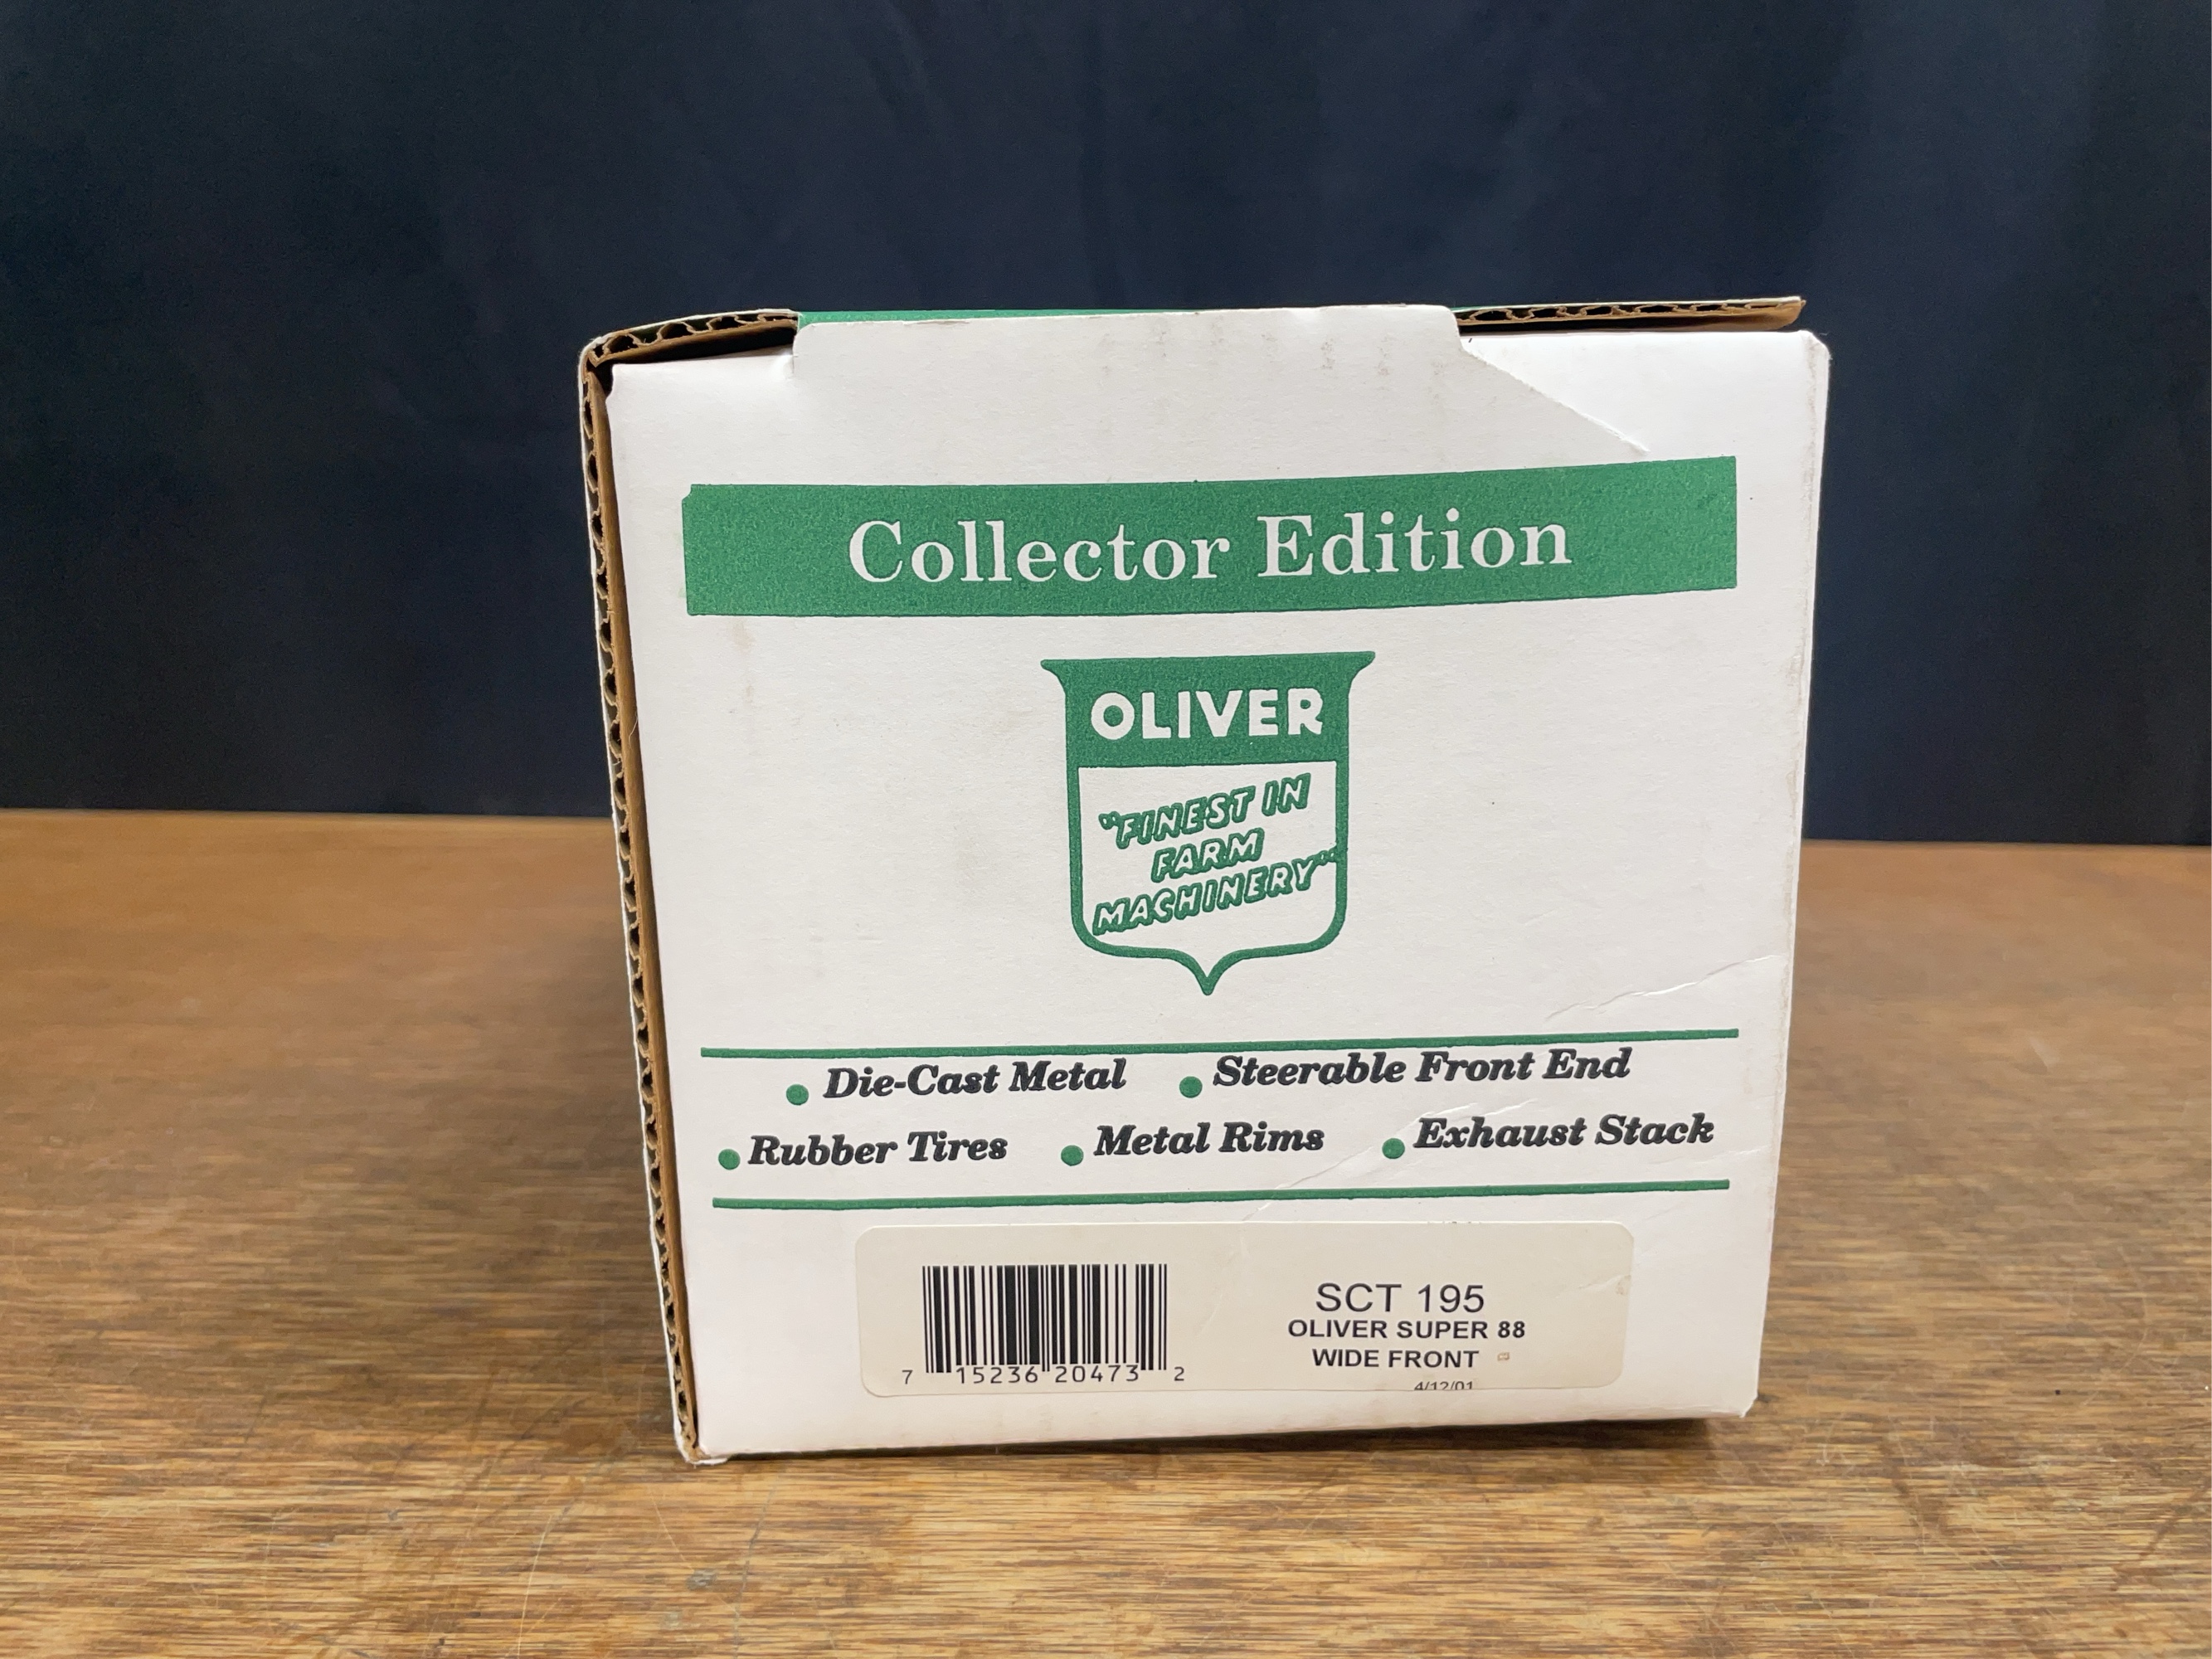 Collector Edition
OLIVER
"FINEST IN
FARM
MACHINERY"
• Die-Cast Metal • Steerable Front End
• Rubber Tires • Metal Rims • Exhaust Stack
SCT 195
OLIVER SUPER 88
WIDE FRONT
4/12/01
7 15236 20473 2